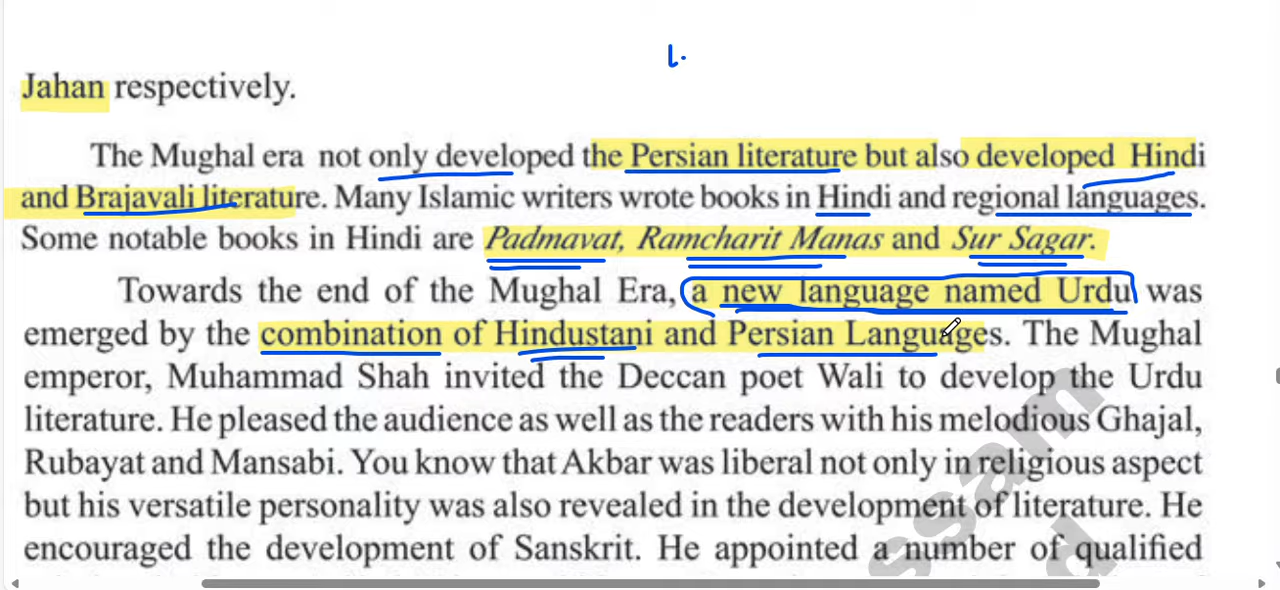 1.
Jahan respectively.
The Mughal era not only developed the Persian literature but also developed Hindi
and Brajavali literature. Many Islamic writers wrote books in Hindi and regional languages.
Some notable books in Hindi are Padmavat, Ramcharit Manas and Sur Sagar.
Towards the end of the Mughal Era, a new language named Urdu was
emerged by the combination of Hindustani and Persian Languages. The Mughal
emperor, Muhammad Shah invited the Deccan poet Wali to develop the Urdu
literature. He pleased the audience as well as the readers with his melodious Ghajal,
Rubayat and Mansabi. You know that Akbar was liberal not only in religious aspect
but his versatile personality was also revealed in the development of literature. He
encouraged the development of Sanskrit. He appointed a number of qualified